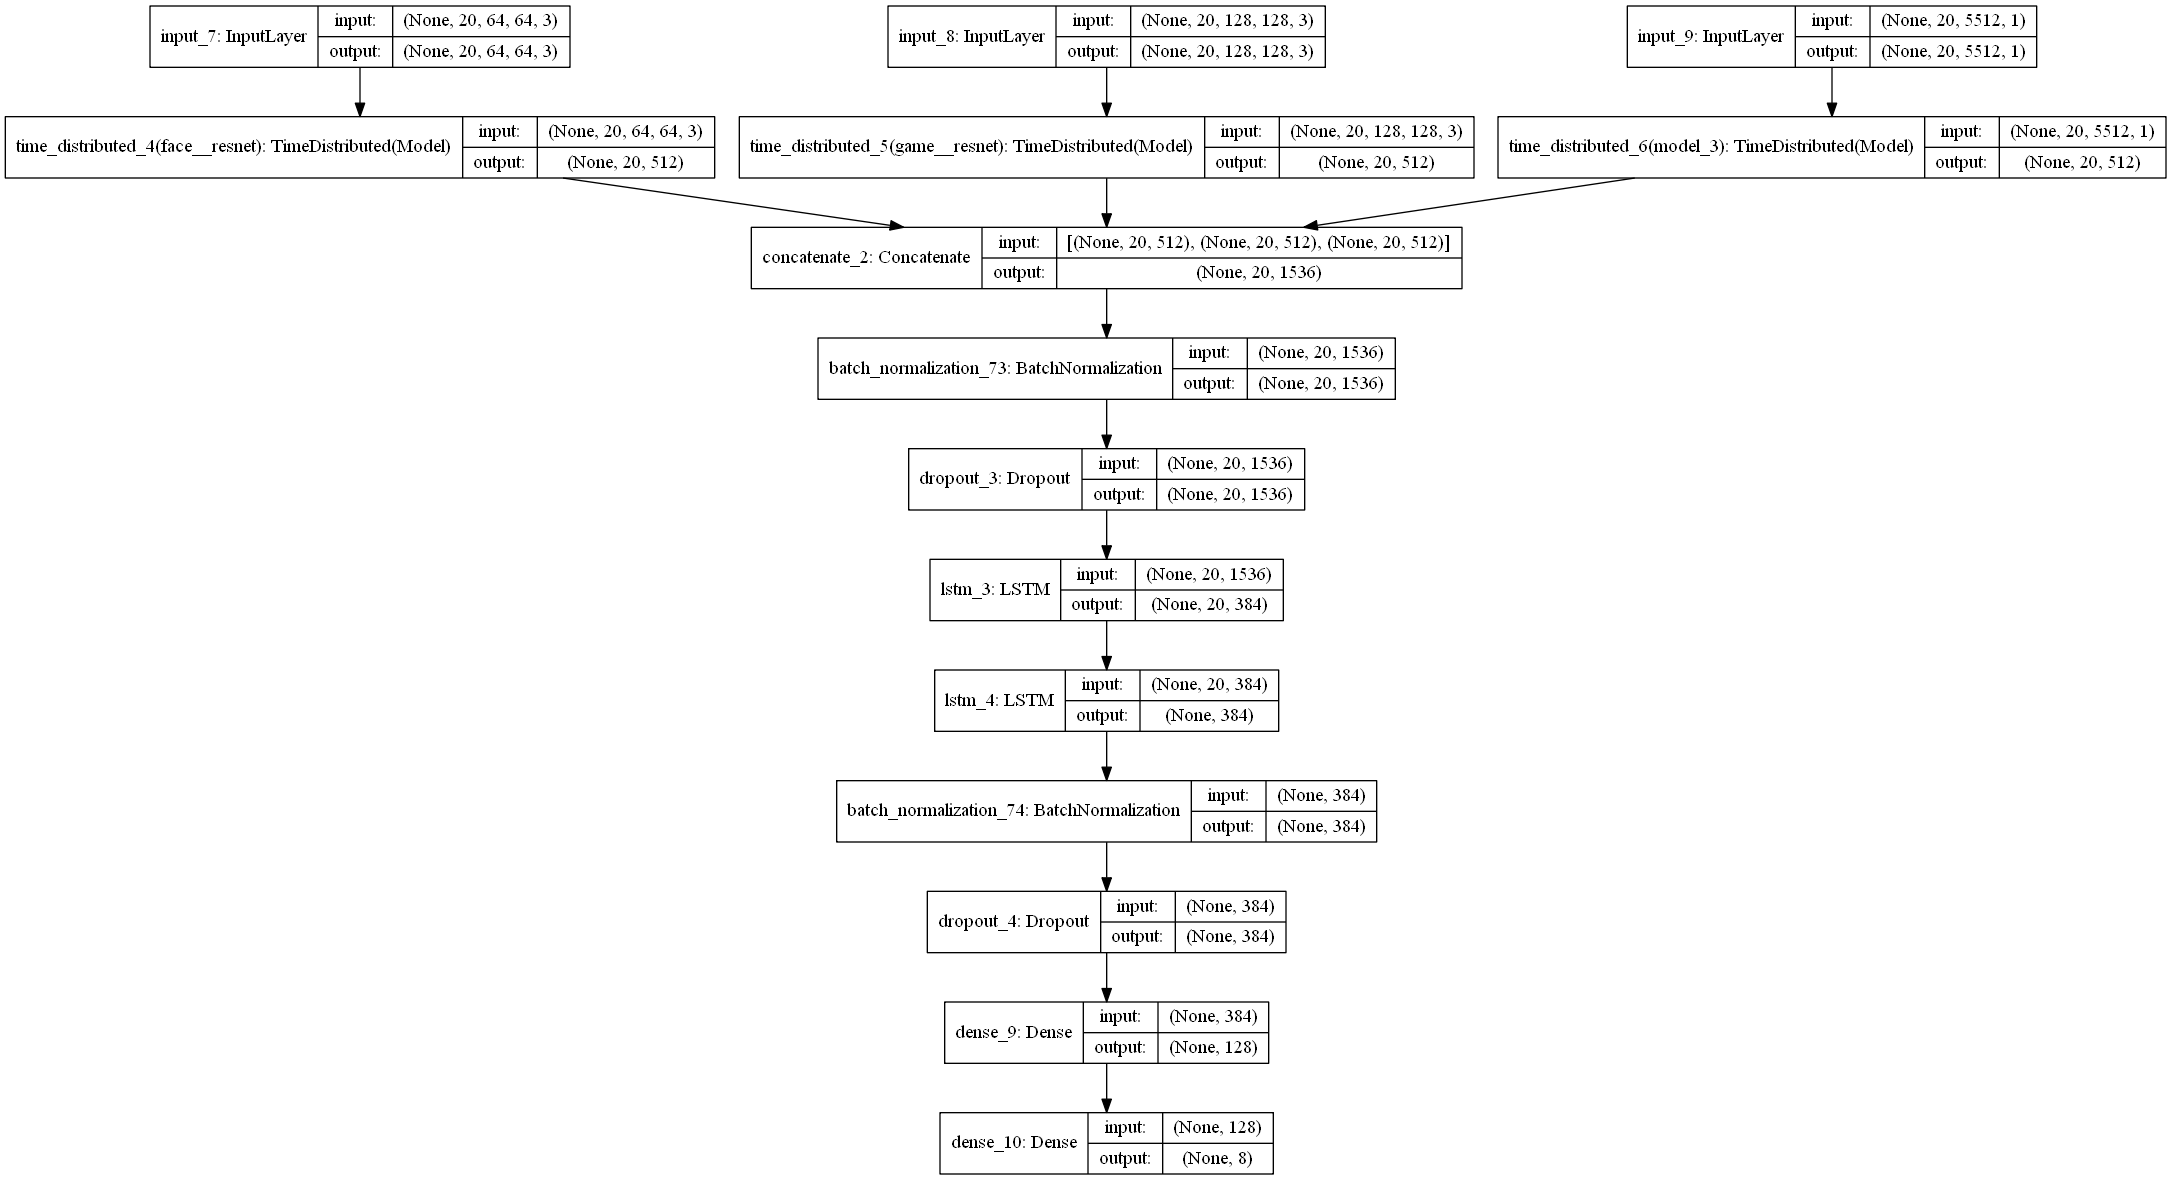 input_7: InputLayer
input: (None, 20, 64, 64, 3)
output: (None, 20, 64, 64, 3)
input_8: InputLayer
input: (None, 20, 128, 128, 3)
output: (None, 20, 128, 128, 3)
input_9: InputLayer
input: (None, 20, 5512, 1)
output: (None, 20, 5512, 1)
time_distributed_4(face__resnet): TimeDistributed(Model)
input: (None, 20, 64, 64, 3)
output: (None, 20, 512)
time_distributed_5(game__resnet): TimeDistributed(Model)
input: (None, 20, 128, 128, 3)
output: (None, 20, 512)
time_distributed_6(model_3): TimeDistributed(Model)
input: (None, 20, 5512, 1)
output: (None, 20, 512)
concatenate_2: Concatenate
input: [(None, 20, 512), (None, 20, 512), (None, 20, 512)]
output: (None, 20, 1536)
batch_normalization_73: BatchNormalization
input: (None, 20, 1536)
output: (None, 20, 1536)
dropout_3: Dropout
input: (None, 20, 1536)
output: (None, 20, 1536)
lstm_3: LSTM
input: (None, 20, 1536)
output: (None, 20, 384)
lstm_4: LSTM
input: (None, 20, 384)
output: (None, 384)
batch_normalization_74: BatchNormalization
input: (None, 384)
output: (None, 384)
dropout_4: Dropout
input: (None, 384)
output: (None, 384)
dense_9: Dense
input: (None, 384)
output: (None, 128)
dense_10: Dense
input: (None, 128)
output: (None, 8)